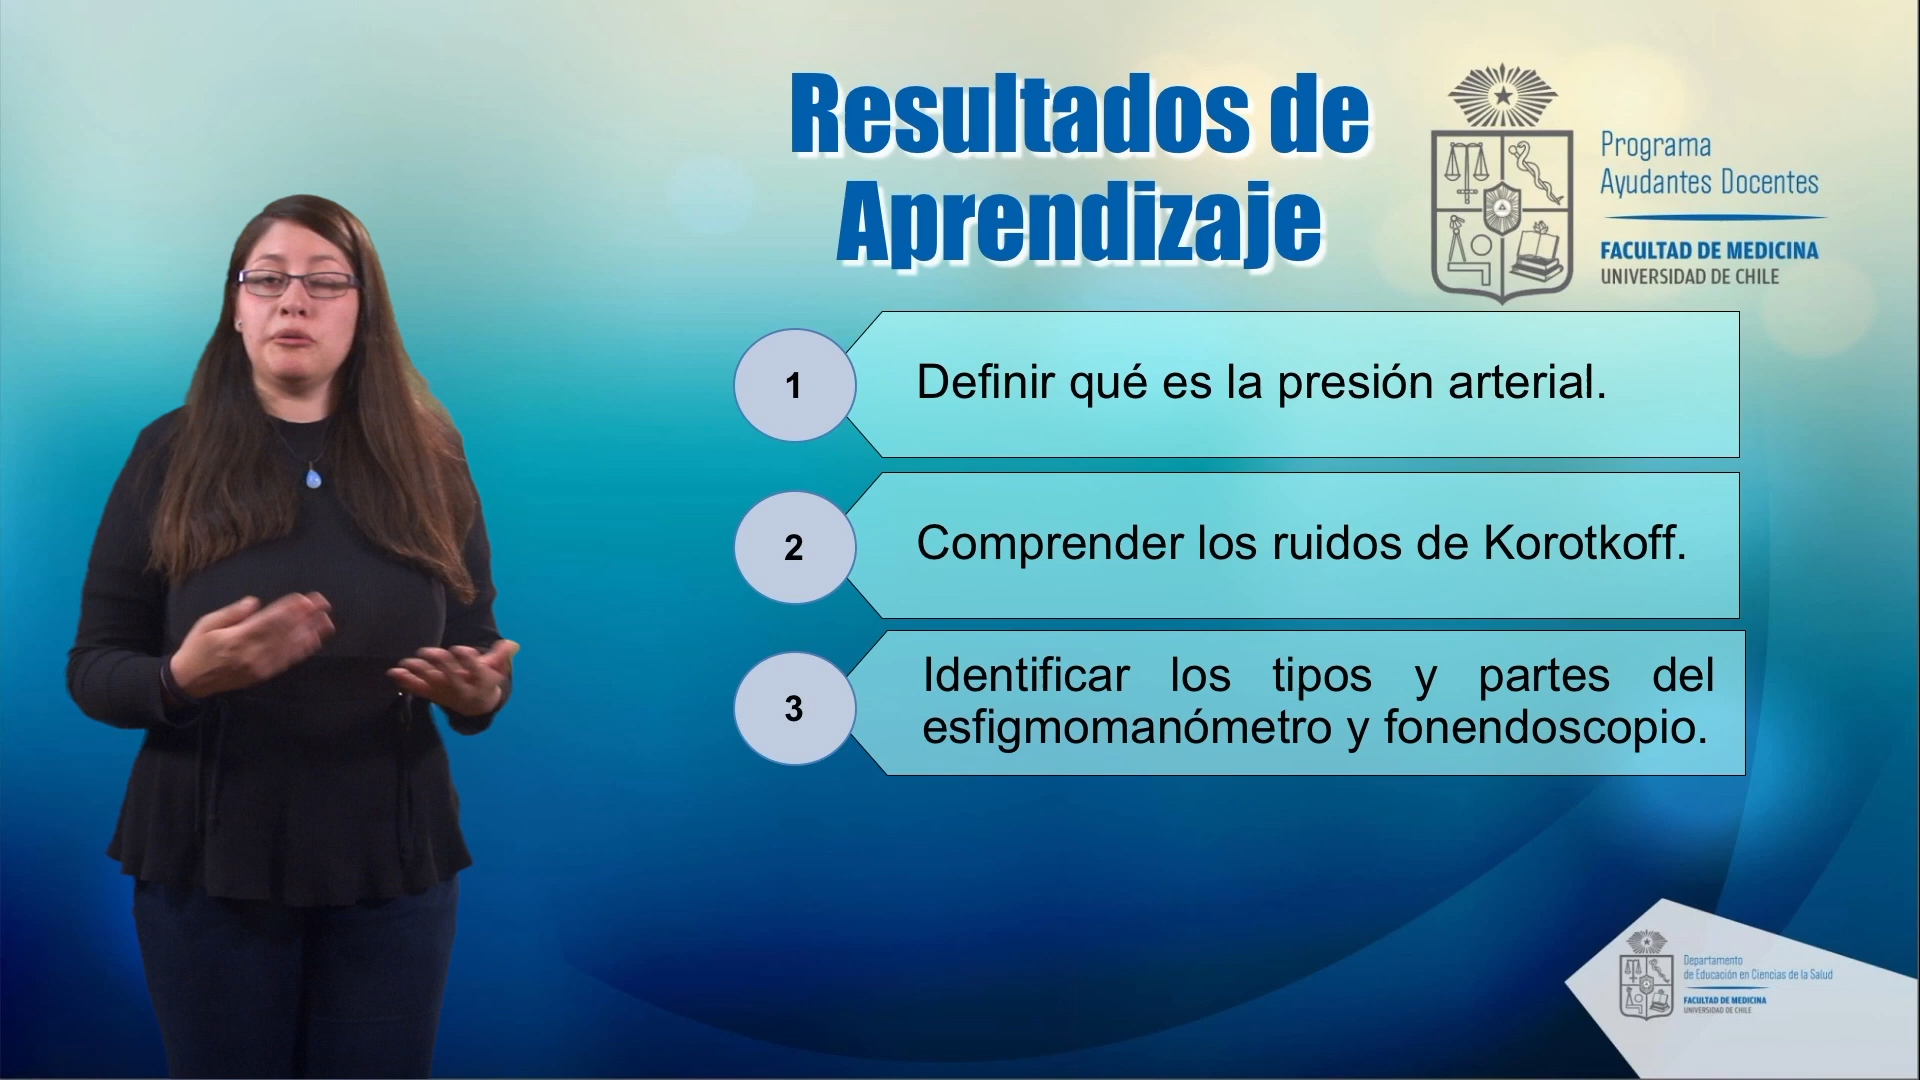 Resultados de
Aprendizaje
Programa
Ayudantes Docentes
FACULTAD DE MEDICINA
UNIVERSIDAD DE CHILE
1
Definir qué es la presión arterial.
2
Comprender los ruidos de Korotkoff.
3
Identificar los tipos y partes del
esfigmomanómetro y fonendoscopio.
Departamento
de Educación en Ciencias de la Salud
FACULTAD DE MEDICINA
UNIVERSIDAD DE CHILE